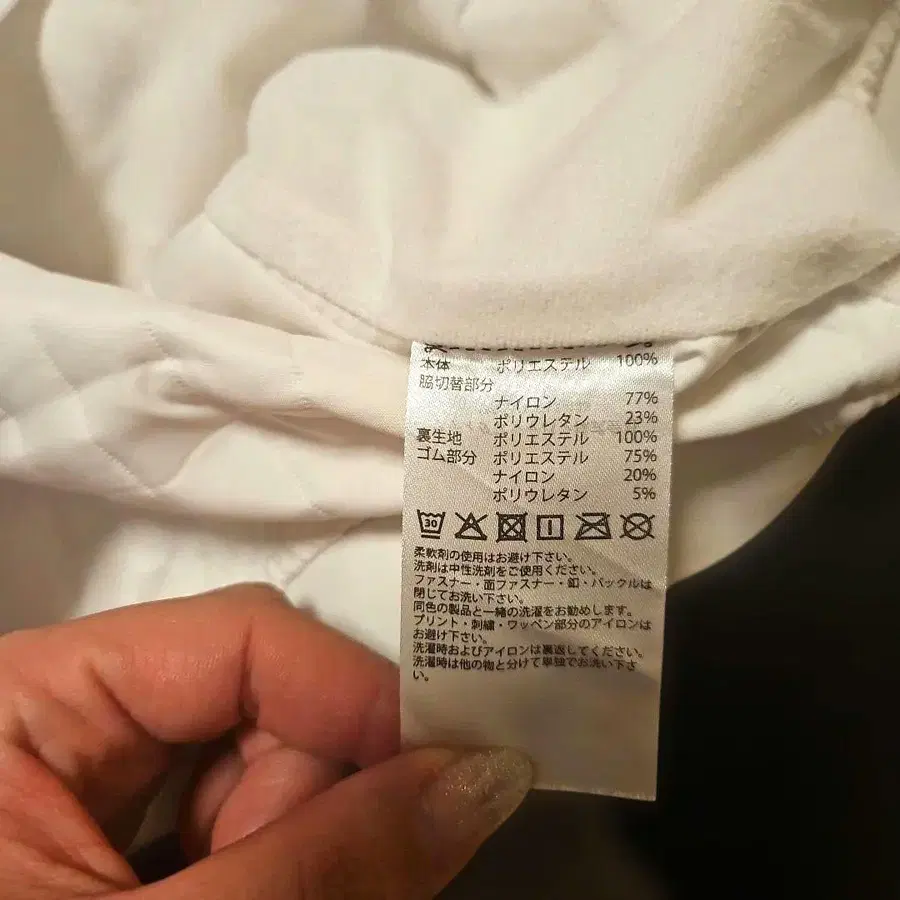 本体 ポリエステル 100%
脇切替部分
ナイロン 77%
ポリウレタン 23%
裏生地 ポリエステル 100%
ゴム部分 ポリエステル 75%
ナイロン 20%
ポリウレタン 5%
30
柔軟剤の使用はお避け下さい。
洗剤は中性洗剤をご使用ください。
ファスナー・面ファスナー・釦・バックルは
閉じてお洗い下さい。
同色の製品と一緒の洗濯をお勧めします。
プリント・刺繍・ワッペン部分のアイロンは
お避け下さい。
洗濯時およびアイロンは裏返してください。
洗濯時は他の物と分けて単独でお洗い下さ
い。